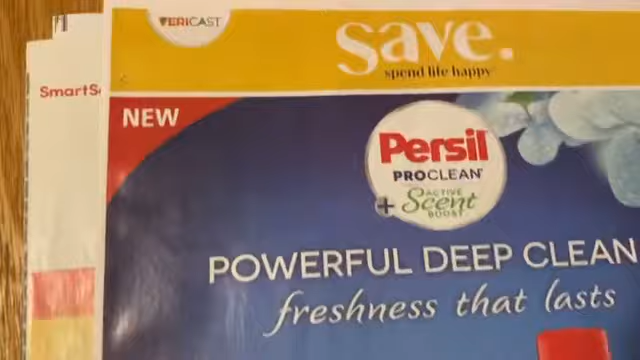 VERICAST
Save.
spend life happy
SmartS
NEW
Persil
PROCLEAN
+ ACTIVE
Scent
BOOST
POWERFUL DEEP CLEAN
freshness that lasts